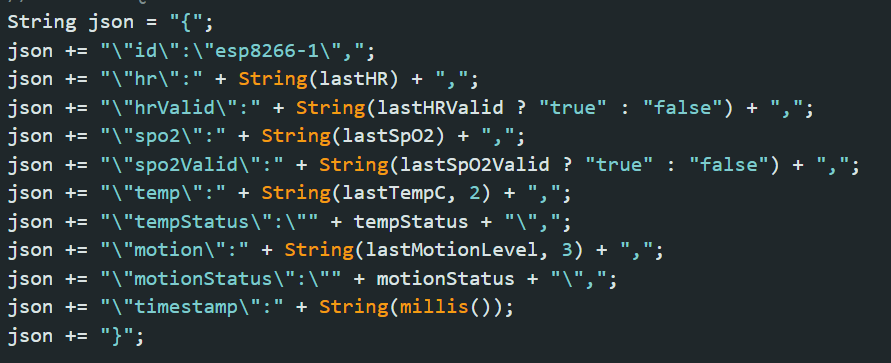 String json = "{";
json += "\"id\":\"esp8266-1\",";
json += "\"hr\":" + String(lastHR) + ",";
json += "\"hrValid\":" + String(lastHRValid ? "true" : "false") + ",";
json += "\"spo2\":" + String(lastSpO2) + ",";
json += "\"spo2Valid\":" + String(lastSpO2Valid ? "true" : "false") + ",";
json += "\"temp\":" + String(lastTempC, 2) + ",";
json += "\"tempStatus\":\"" + tempStatus + "\",";
json += "\"motion\":" + String(lastMotionLevel, 3) + ",";
json += "\"motionStatus\":\"" + motionStatus + "\",";
json += "\"timestamp\":" + String(millis());
json += "}";